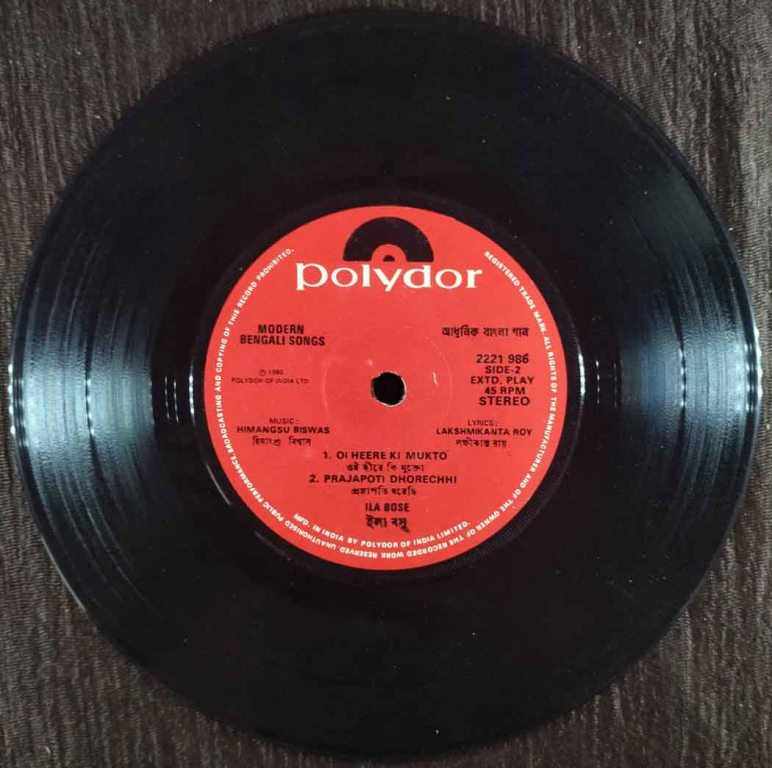 polydor
MODERN
BENGALI SONGS
আধুনিক বাংলা গান
℗ 1980
POLYDOR OF INDIA LTD
2221 986
SIDE-2
EXTD. PLAY
45 RPM
STEREO
MUSIC:
HIMANGSU BISWAS
হিমাংশু বিশ্বাস
LYRICS:
LAKSHMIKANTA ROY
লক্ষীকান্ত রায়
1. OI HEERE KI MUKTO
ওই হীরে কি মুক্তো
2. PRAJAPOTI DHORECHHI
প্রজাপতি ধরেছি
ILA BOSE
ইলা বসু
REGISTERED TRADE MARK. ALL RIGHTS OF THE MANUFACTURER AND OF THE OWNER OF THE RECORDED WORK RESERVED. UNAUTHORISED PUBLIC PERFORMANCE, BROADCASTING AND COPYING OF THIS RECORD PROHIBITED.
MFD. IN INDIA BY POLYDOR OF INDIA LIMITED.